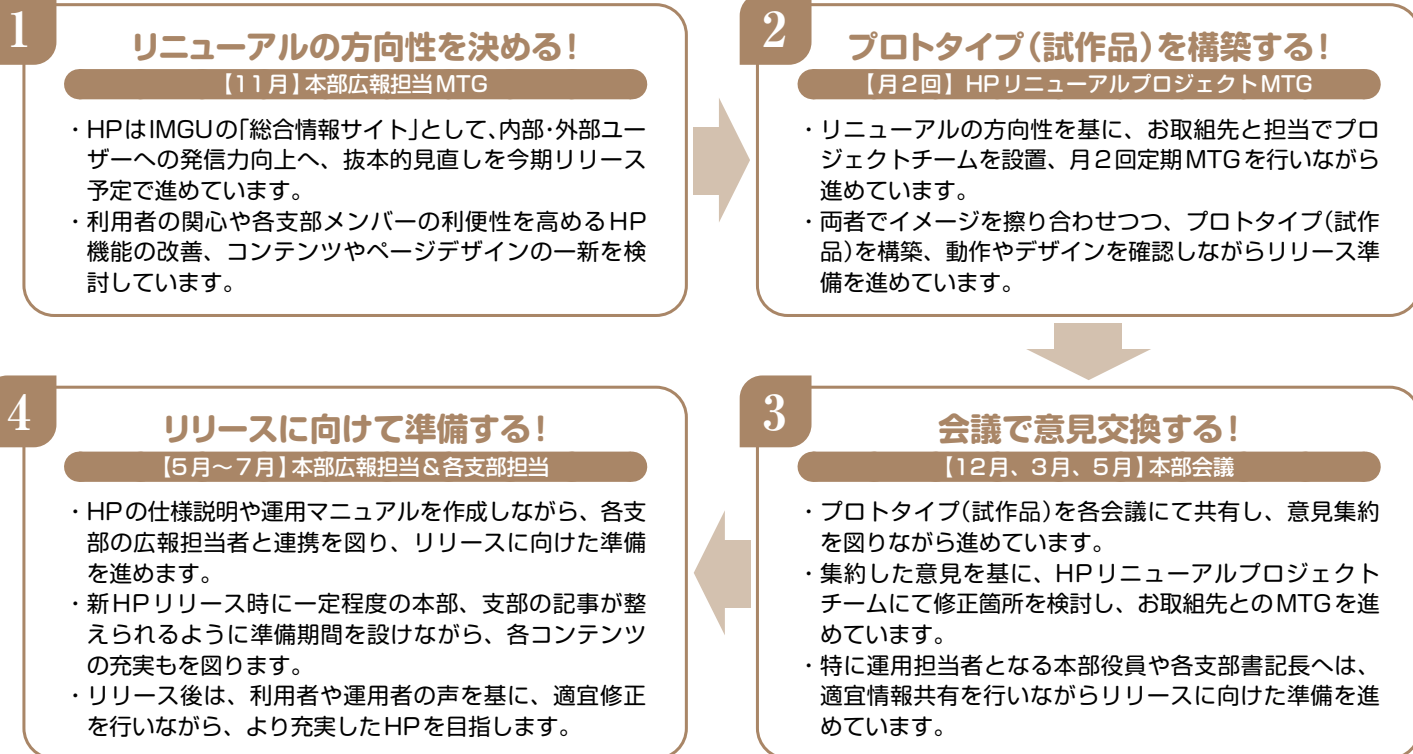 1
リニューアルの方向性を決める！
【11月】本部広報担当MTG
・HPはIMGUの「総合情報サイト」として、内部・外部ユー
ザーへの発信力向上へ、抜本的見直しを今期リリース
予定で進めています。
・利用者の関心や各支部メンバーの利便性を高めるHP
機能の改善、コンテンツやページデザインの一新を検
討しています。
2
プロトタイプ（試作品）を構築する！
【月2回】HPリニューアルプロジェクトMTG
・リニューアルの方向性を基に、お取組先と担当でプロ
ジェクトチームを設置、月2回定期MTGを行いながら
進めています。
・両者でイメージを擦り合わせつつ、プロトタイプ（試作
品）を構築、動作やデザインを確認しながらリリース準
備を進めています。
3
会議で意見交換する！
【12月、3月、5月】本部会議
・プロトタイプ（試作品）を各会議にて共有し、意見集約
を図りながら進めています。
・集約した意見を基に、HPリニューアルプロジェクト
チームにて修正箇所を検討し、お取組先とのMTGを進
めています。
・特に運用担当者となる本部役員や各支部書記長へは、
適宜情報共有を行いながらリリースに向けた準備を進
めています。
4
リリースに向けて準備する！
【5月～7月】本部広報担当＆各支部担当
・HPの仕様説明や運用マニュアルを作成しながら、各支
部の広報担当者と連携を図り、リリースに向けた準備
を進めます。
・新HPリリース時に一定程度の本部、支部の記事が整
えられるように準備期間を設けながら、各コンテンツ
の充実もを図ります。
・リリース後は、利用者や運用者の声を基に、適宜修正
を行いながら、より充実したHPを目指します。